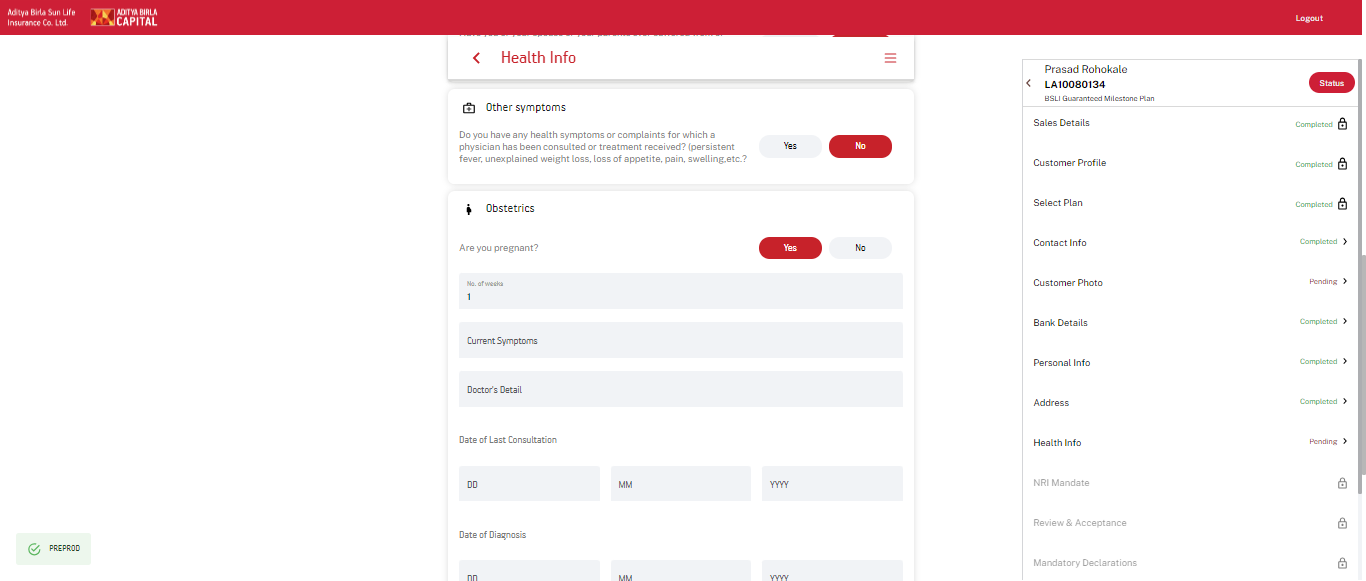 Aditya Birla Sun Life
Insurance Co. Ltd.
ADITYA BIRLA
CAPITAL
Logout
Health Info
Other symptoms
Do you have any health symptoms or complaints for which a
physician has been consulted or treatment received? (persistent
fever, unexplained weight loss, loss of appetite, pain, swelling,etc.?
Yes
No
Obstetrics
Are you pregnant?
Yes
No
No. of weeks
1
Current Symptoms
Doctor's Detail
Date of Last Consultation
DD
MM
YYYY
Date of Diagnosis
DD
MM
YYYY
PREPROD
Prasad Rohokale
LA10080134
BSLI Guaranteed Milestone Plan
Status
Sales Details
Completed
Customer Profile
Completed
Select Plan
Completed
Contact Info
Completed
Customer Photo
Pending
Bank Details
Completed
Personal Info
Completed
Address
Completed
Health Info
Pending
NRI Mandate
Review & Acceptance
Mandatory Declarations